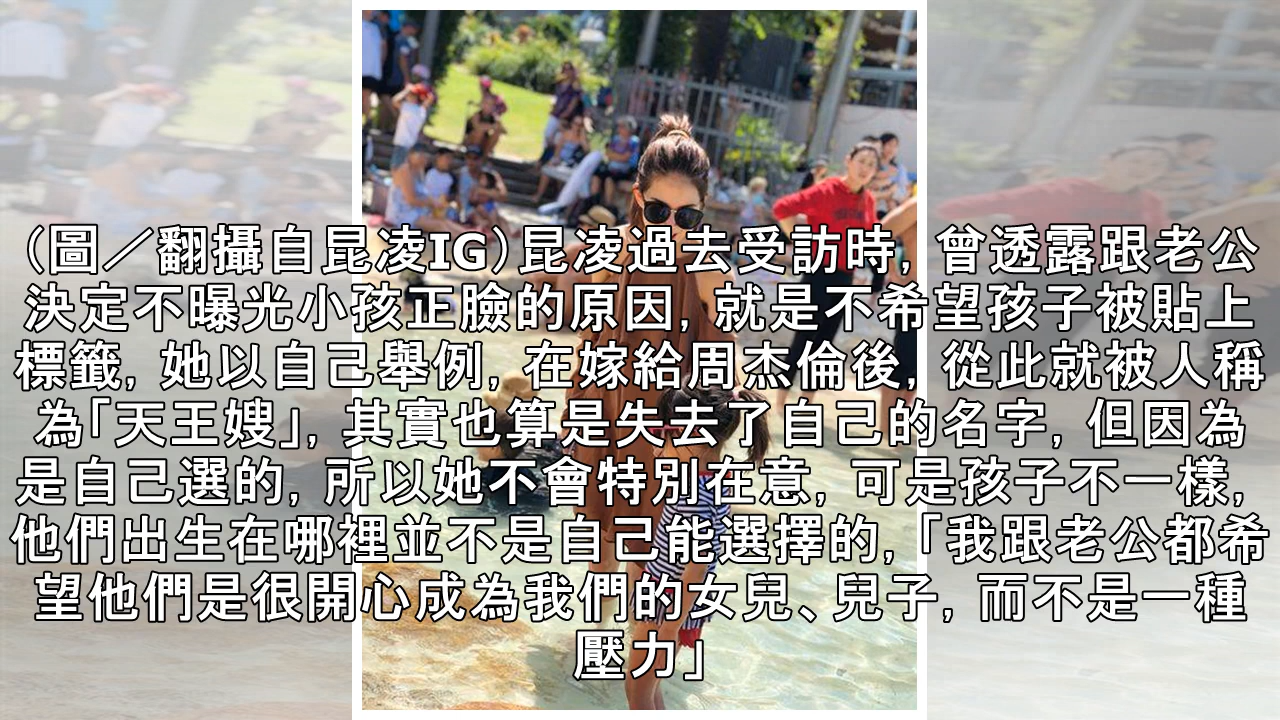 (圖／翻攝自昆凌IG)昆凌過去受訪時, 曾透露跟老公
決定不曝光小孩正臉的原因, 就是不希望孩子被貼上
標籤, 她以自己舉例, 在嫁給周杰倫後, 從此就被人稱
為「天王嫂」, 其實也算是失去了自己的名字, 但因為
是自己選的, 所以她不會特別在意, 可是孩子不一樣,
他們出生在哪裡並不是自己能選擇的,「我跟老公都希
望他們是很開心成為我們的女兒、兒子, 而不是一種
壓力」